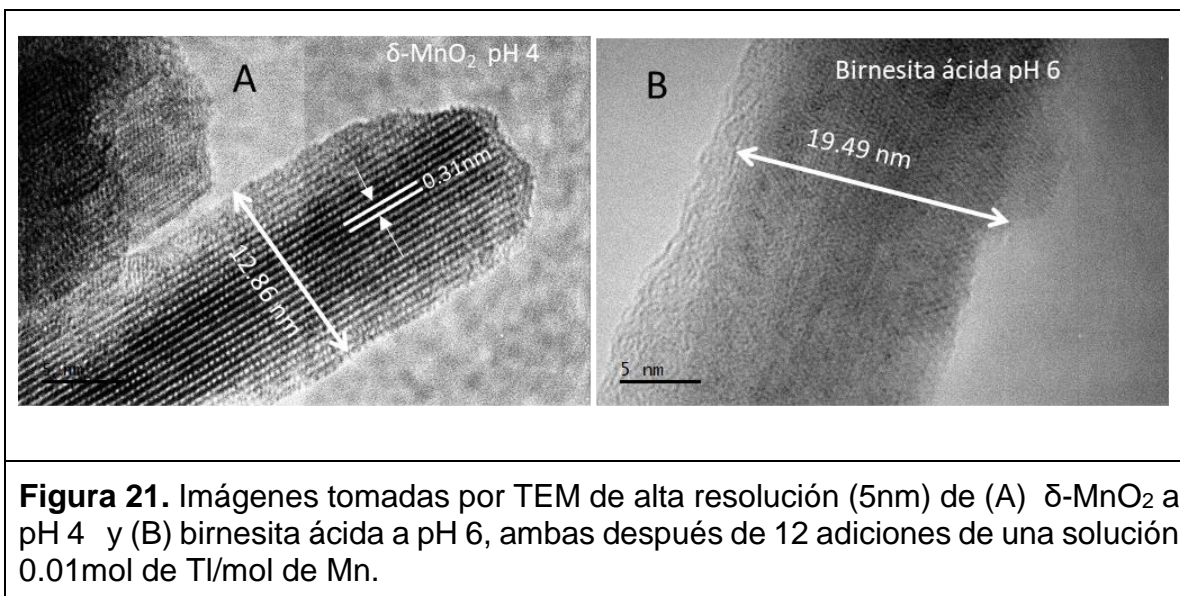 δ-MnO₂ pH 4
A
0.31nm
12.86 nm
5 nm
Birnesita ácida pH 6
B
19.49 nm
5 nm
Figura 21. Imágenes tomadas por TEM de alta resolución (5nm) de (A) δ-MnO₂ a
pH 4 y (B) birnesita ácida a pH 6, ambas después de 12 adiciones de una solución
0.01mol de Tl/mol de Mn.